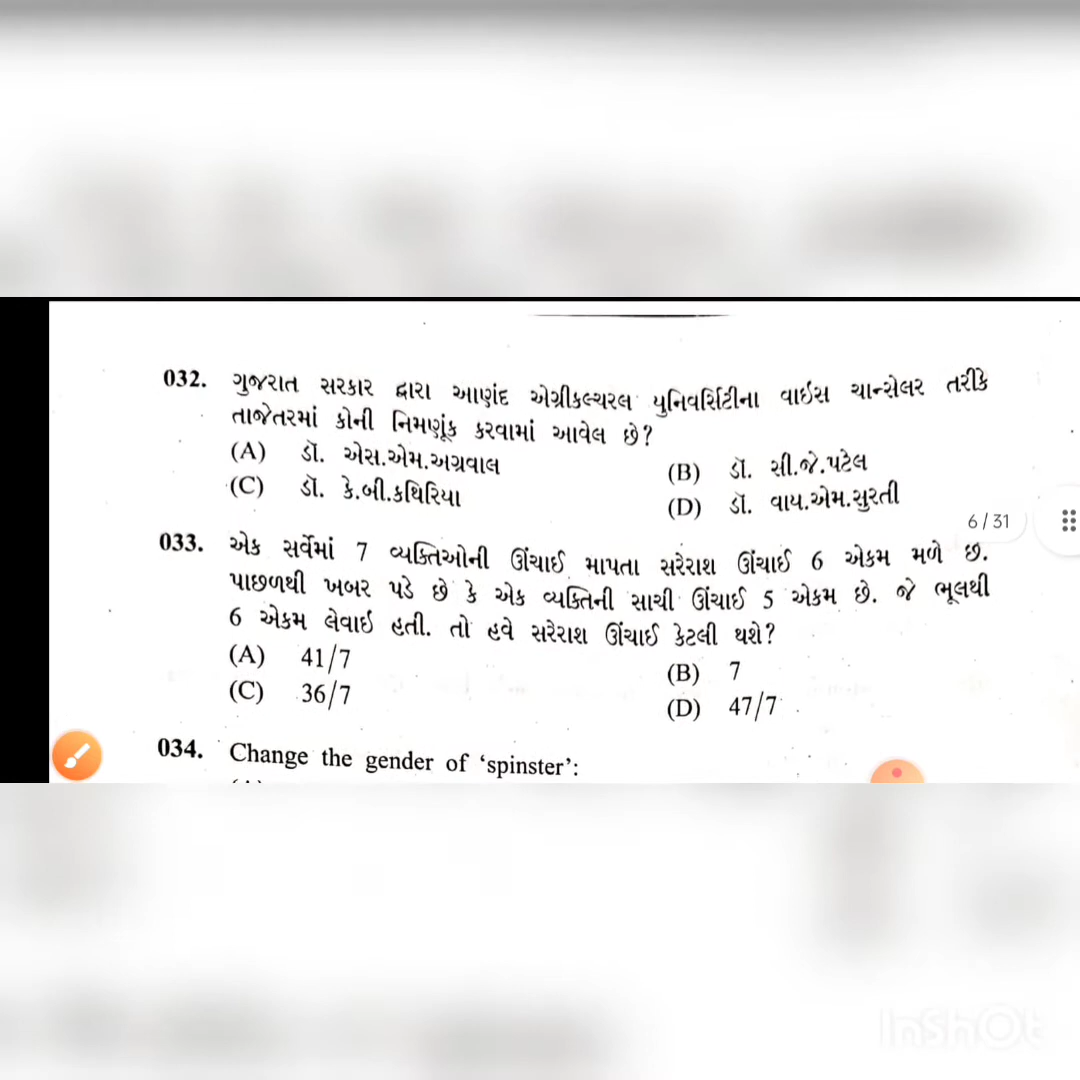 032. ગુજરાત સરકાર દ્વારા આણંદ એગ્રીકલ્ચરલ યુનિવર્સિટીના વાઇસ ચાન્સેલર તરીકે
તાજેતરમાં કોની નિમણૂંક કરવામાં આવેલ છે?
(A) ડૉ. એસ.એમ.અગ્રવાલ (B) ડૉ. સી.જે.પટેલ
(C) ડૉ. કે.બી.કથિરિયા (D) ડૉ. વાય.એમ.સુરતી
6/31
033. એક સર્વેમાં 7 વ્યક્તિઓની ઊંચાઈ માપતા સરેરાશ ઊંચાઈ 6 એકમ મળે છે.
પાછળથી ખબર પડે છે કે એક વ્યક્તિની સાચી ઊંચાઈ 5 એકમ છે. જે ભૂલથી
6 એકમ લેવાઇ હતી. તો હવે સરેરાશ ઊંચાઈ કેટલી થશે?
(A) 41/7 (B) 7
(C) 36/7 (D) 47/7
034. Change the gender of ‘spinster’:
InShOt